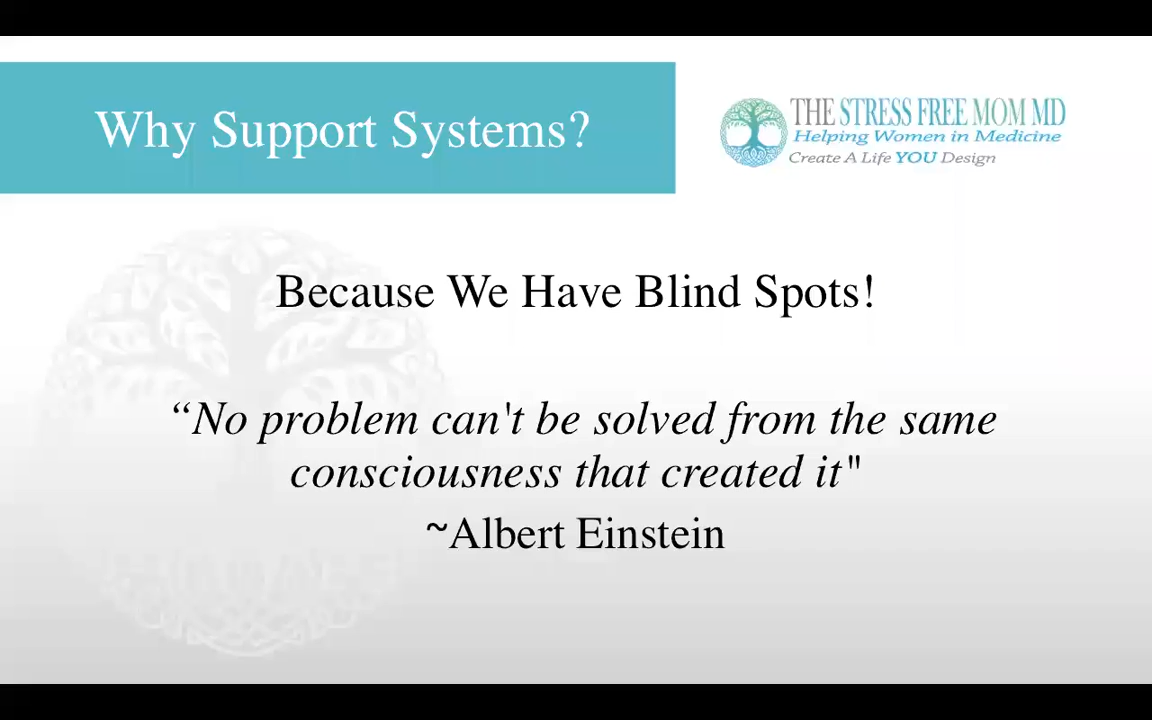 Why Support Systems?
THE STRESS FREE MOM MD
Helping Women in Medicine
Create A Life YOU Design
Because We Have Blind Spots!
“No problem can't be solved from the same
consciousness that created it"
~Albert Einstein